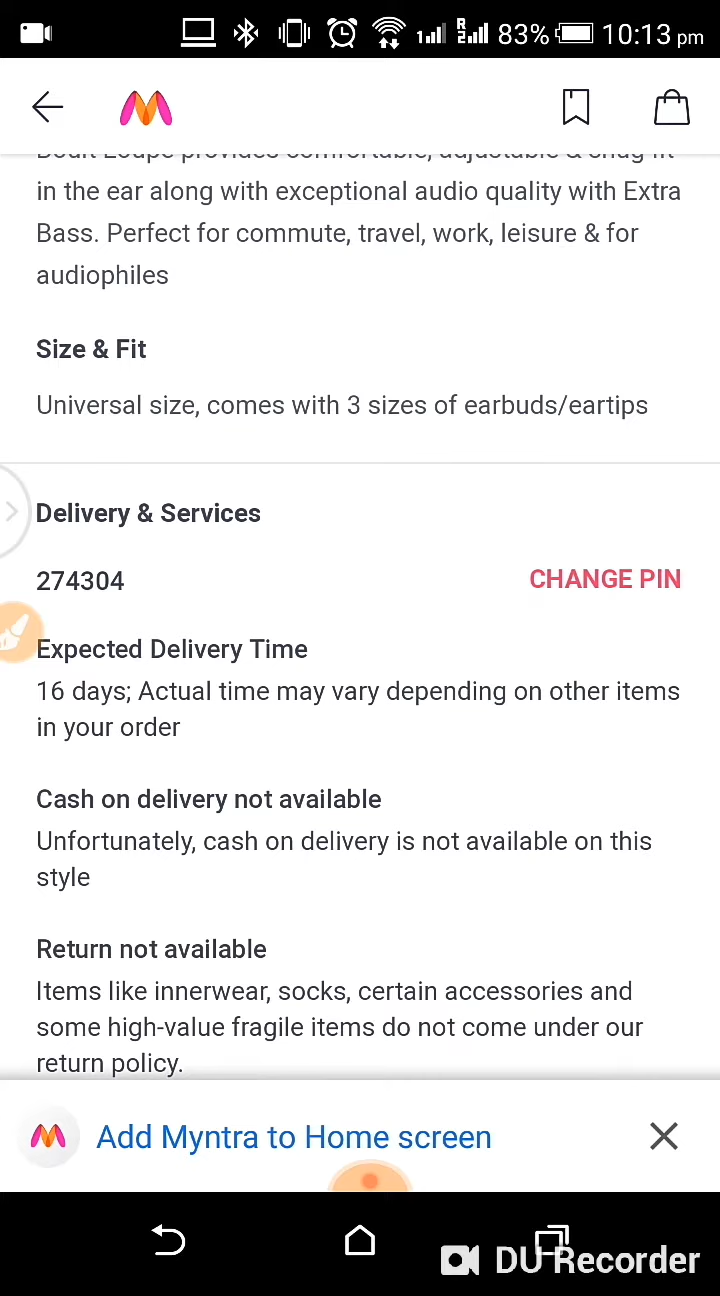 83% 10:13 pm
in the ear along with exceptional audio quality with Extra
Bass. Perfect for commute, travel, work, leisure & for
audiophiles
Size & Fit
Universal size, comes with 3 sizes of earbuds/eartips
Delivery & Services
274304 CHANGE PIN
Expected Delivery Time
16 days; Actual time may vary depending on other items
in your order
Cash on delivery not available
Unfortunately, cash on delivery is not available on this
style
Return not available
Items like innerwear, socks, certain accessories and
some high-value fragile items do not come under our
return policy.
Add Myntra to Home screen
DU Recorder